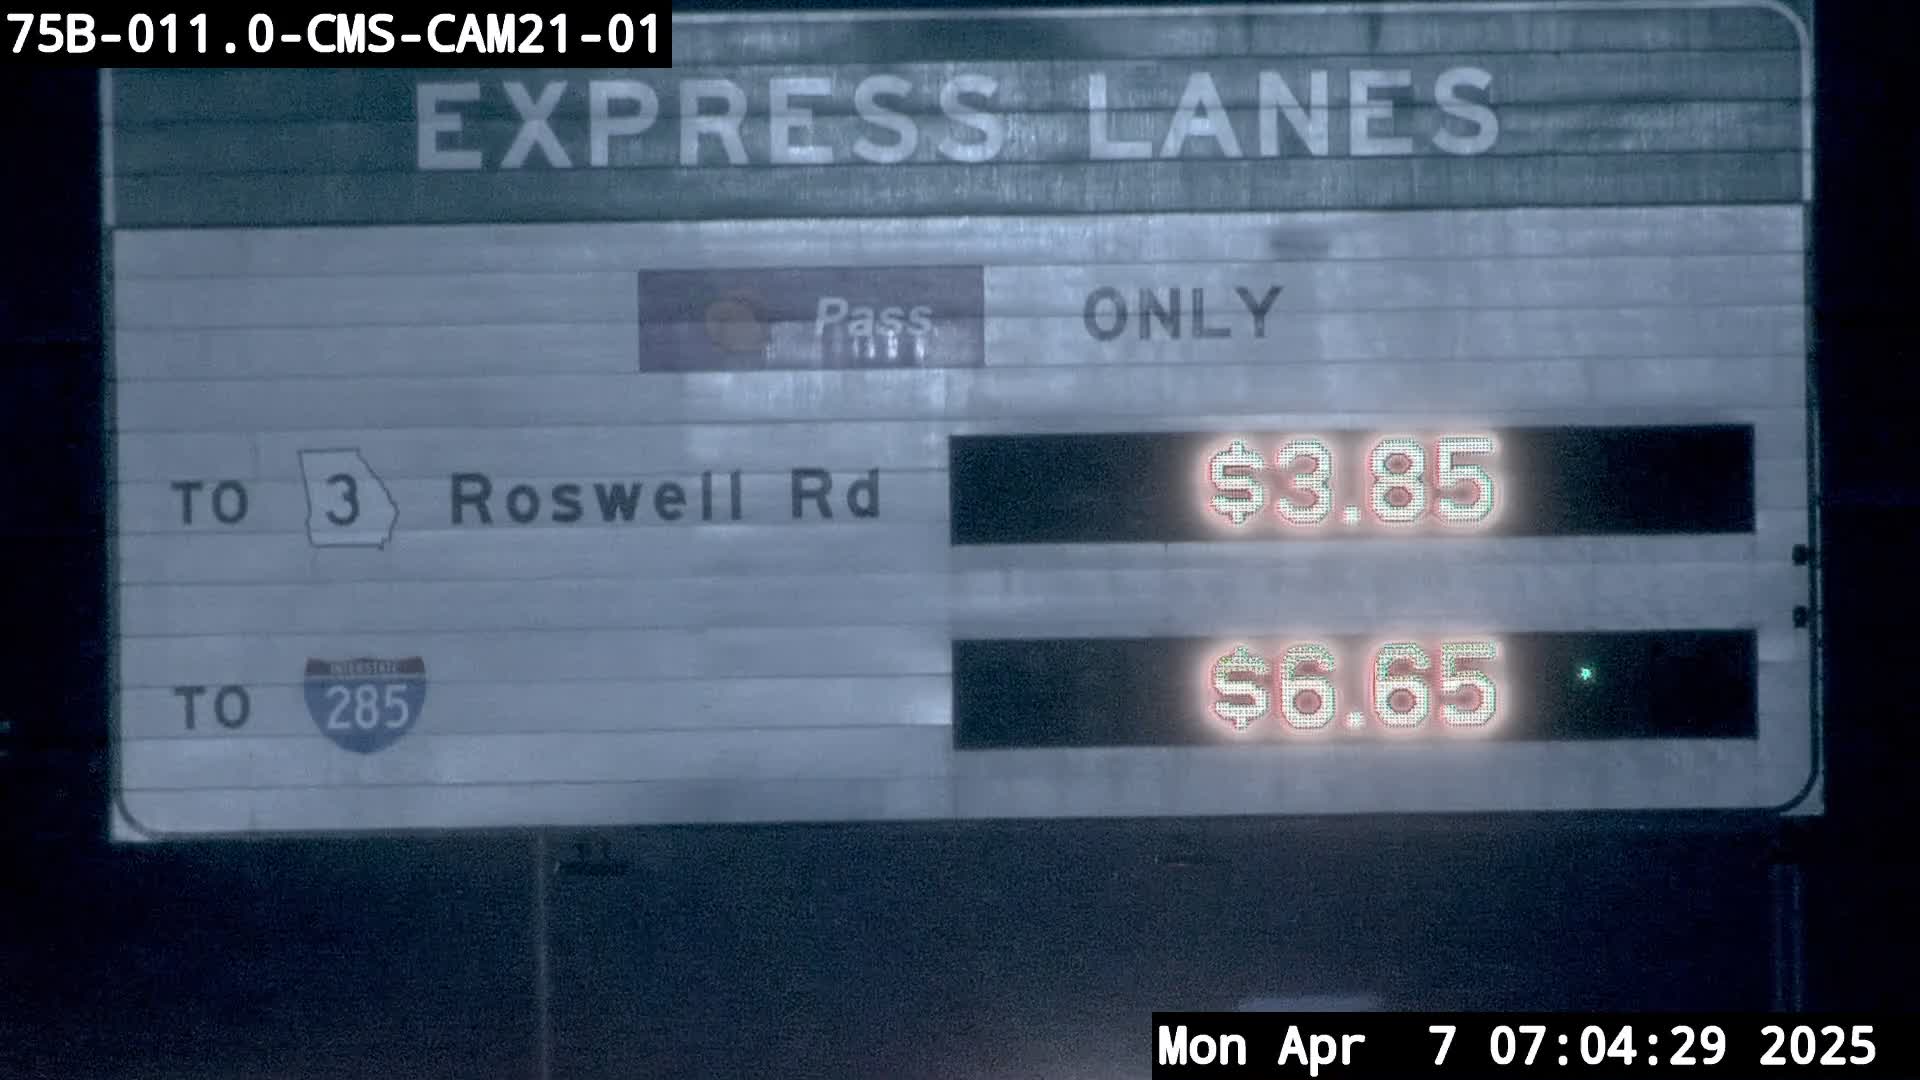 75B-011.0-CMS-CAM21-01
EXPRESS LANES
Pass ONLY
TO 3 Roswell Rd $3.85
INTERSTATE
TO 285 $6.65
Mon Apr 7 07:04:29 2025